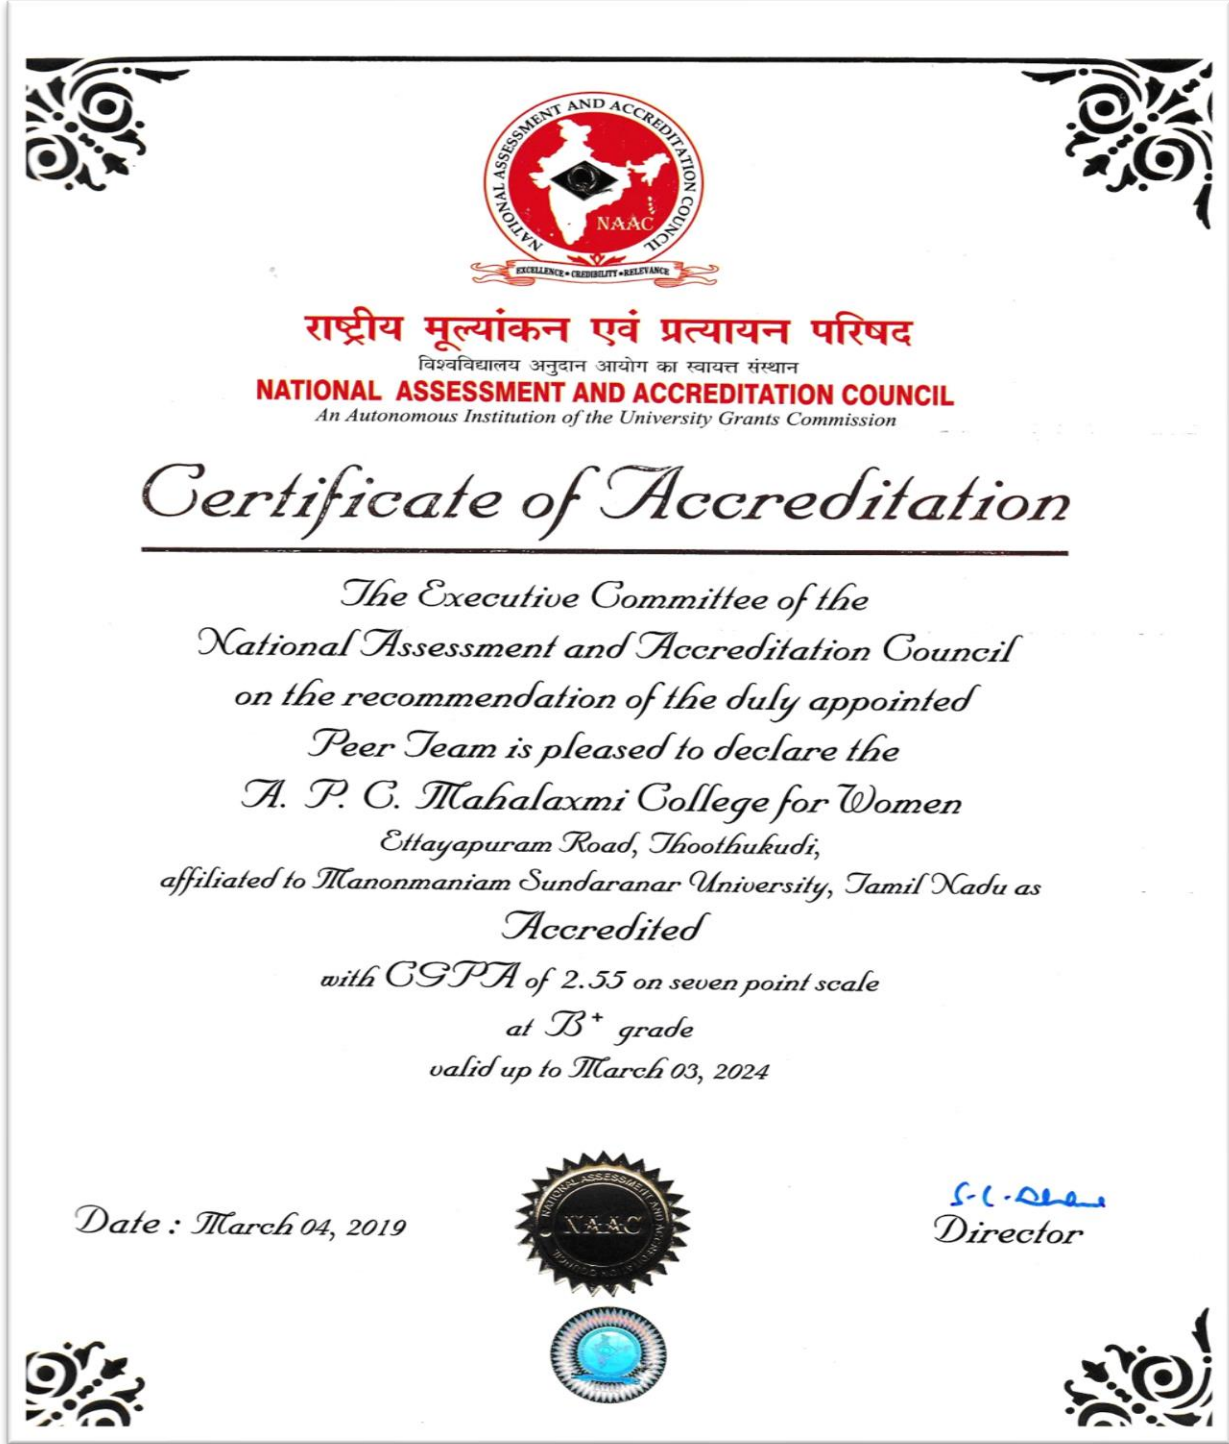 NATIONAL ASSESSMENT AND ACCREDITATION COUNCIL
NAAC
EXCELLENCE • CREDIBILITY • RELEVANCE
राष्ट्रीय मूल्यांकन एवं प्रत्यायन परिषद
विश्वविद्यालय अनुदान आयोग का स्वायत्त संस्थान
NATIONAL ASSESSMENT AND ACCREDITATION COUNCIL
An Autonomous Institution of the University Grants Commission
Certificate of Accreditation
The Executive Committee of the
National Assessment and Accreditation Council
on the recommendation of the duly appointed
Peer Team is pleased to declare the
A. P. C. Mahalaxmi College for Women
Ettayapuram Road, Thoothukudi,
affiliated to Manonmaniam Sundaranar University, Tamil Nadu as
Accredited
with CGPA of 2.55 on seven point scale
at B+ grade
valid up to March 03, 2024
Date : March 04, 2019
NATIONAL ASSESSMENT AND ACCREDITATION COUNCIL
NAAC
Director